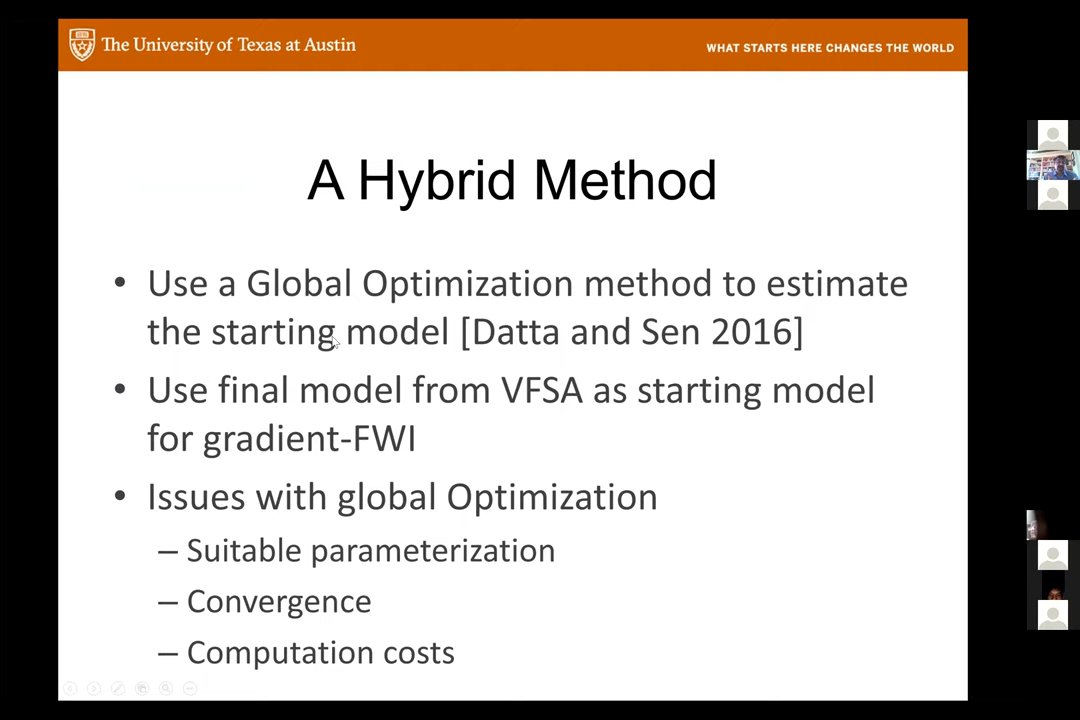 The University of Texas at Austin
WHAT STARTS HERE CHANGES THE WORLD
A Hybrid Method
• Use a Global Optimization method to estimate
the starting model [Datta and Sen 2016]
• Use final model from VFSA as starting model
for gradient-FWI
• Issues with global Optimization
– Suitable parameterization
– Convergence
– Computation costs